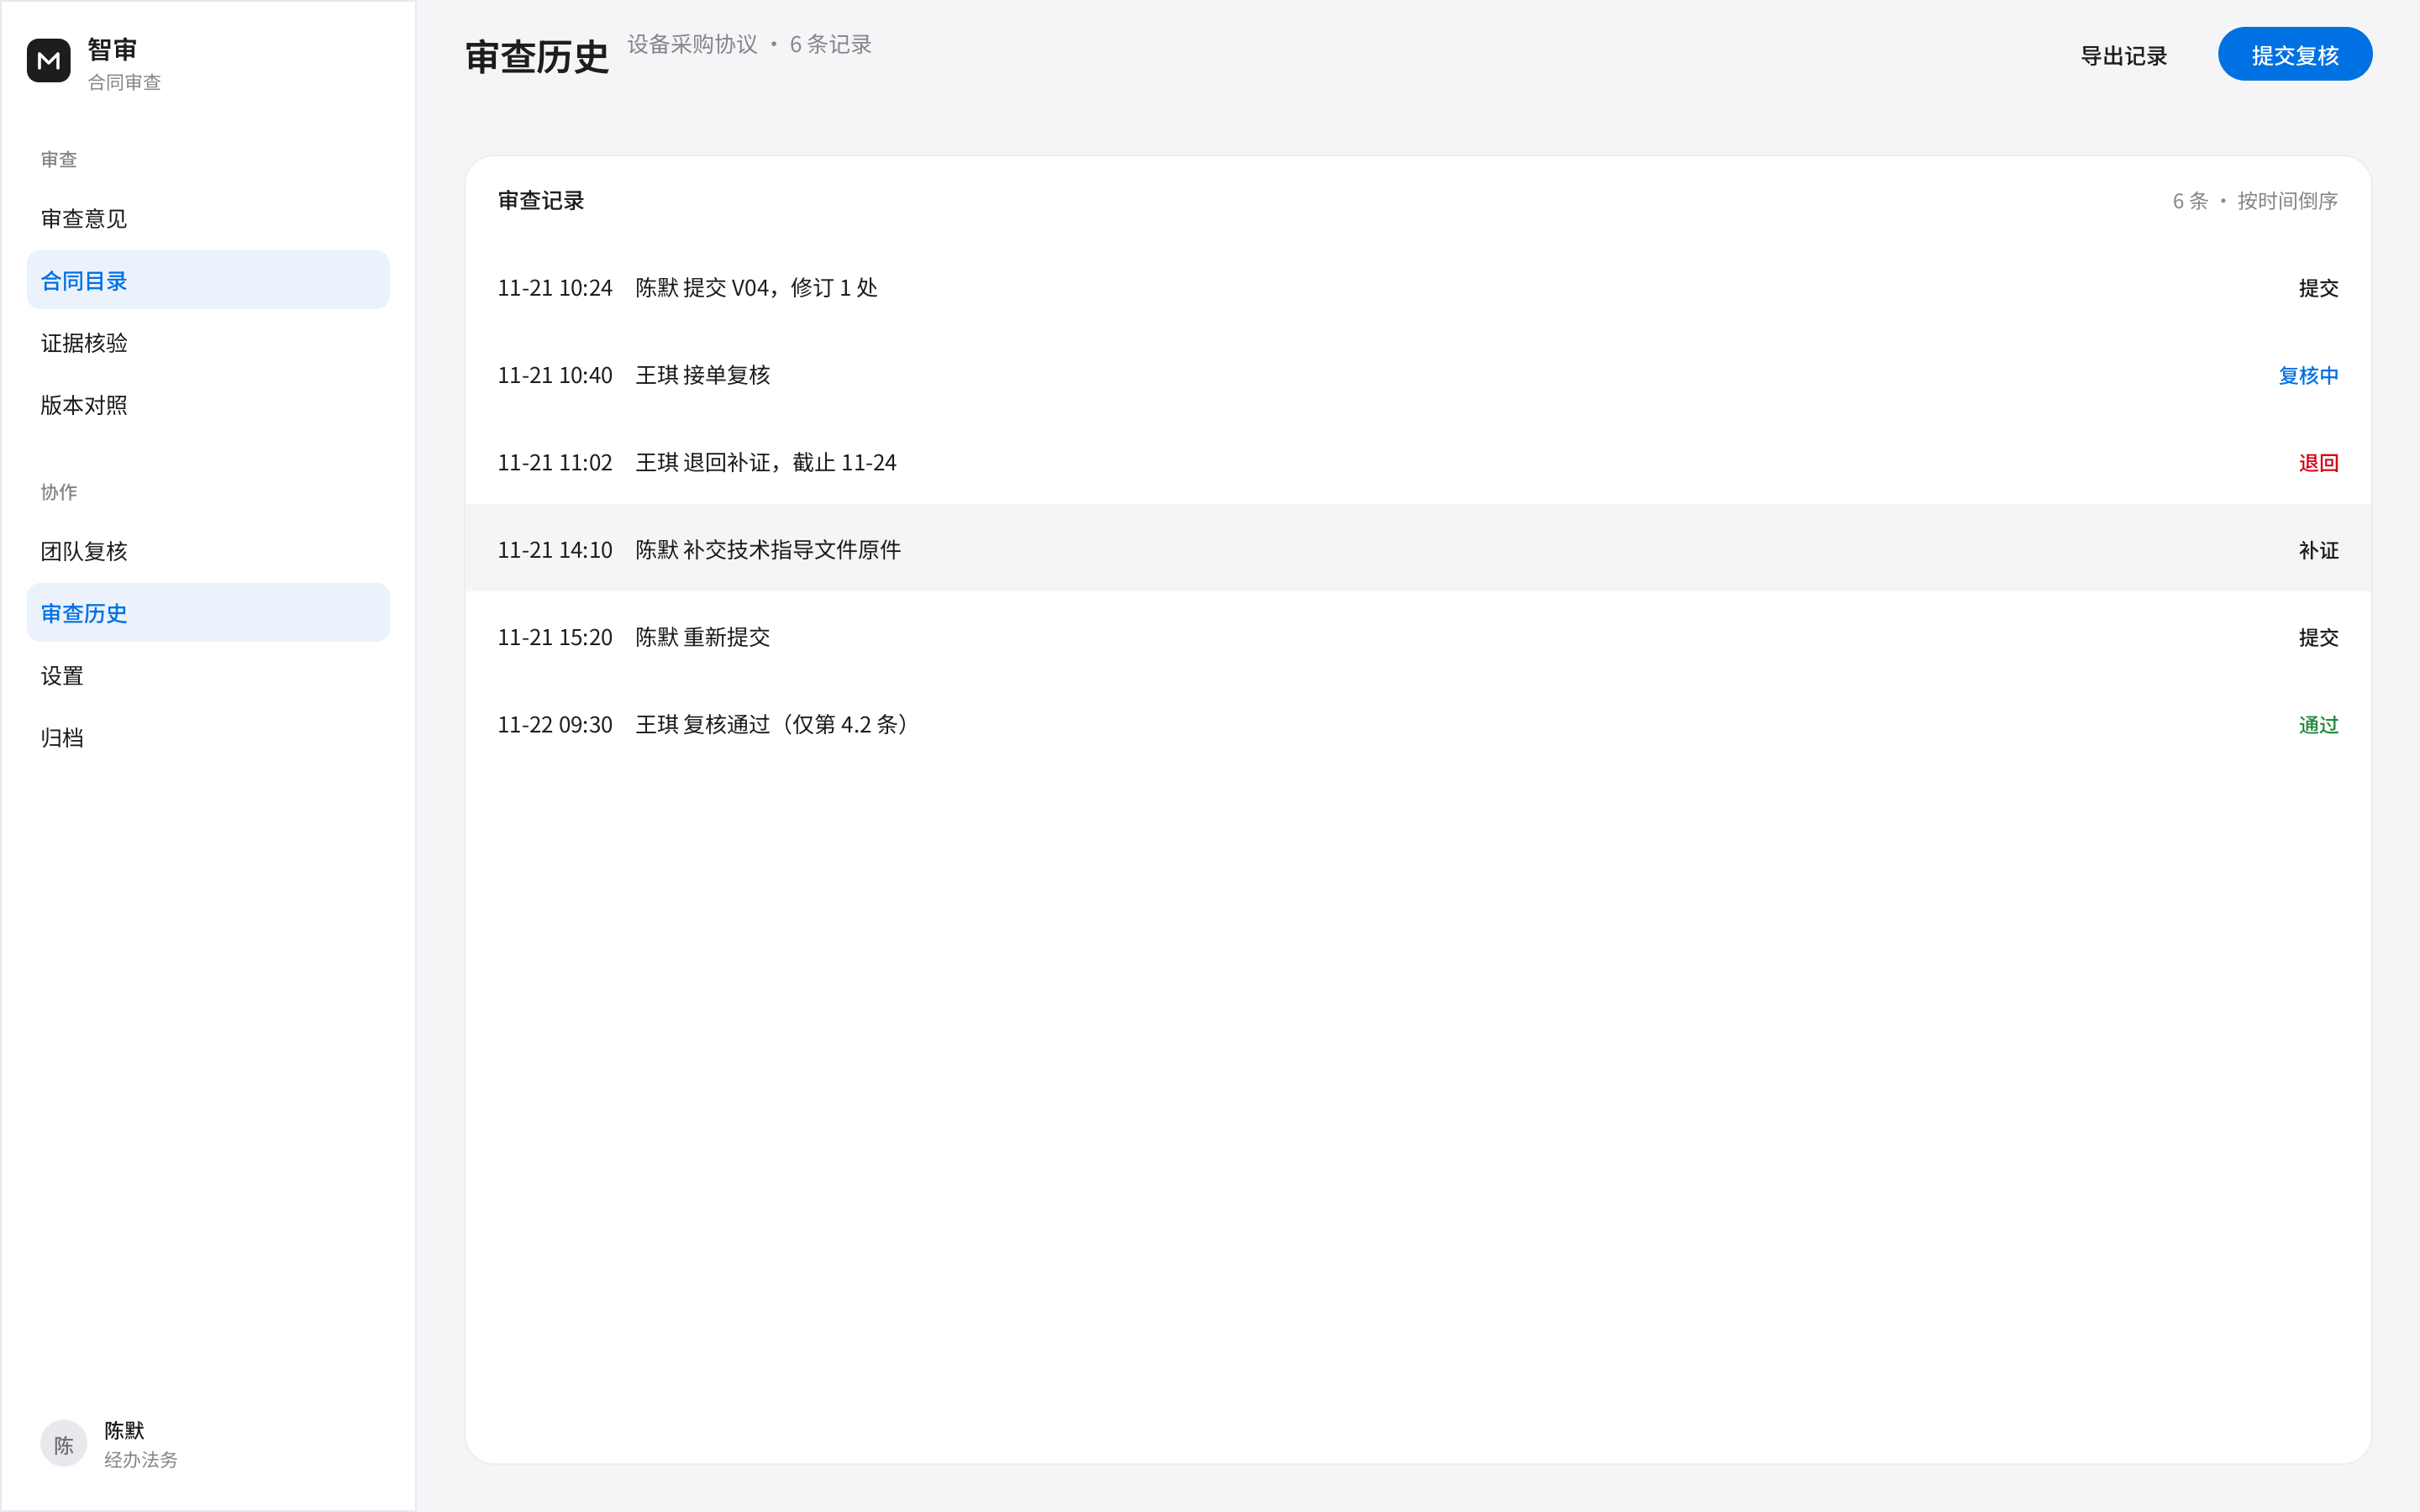 智审
合同审查
审查
审查意见
合同目录
证据核验
版本对照
协作
团队复核
审查历史
设置
归档
陈
陈默
经办法务
审查历史 设备采购协议 · 6 条记录
导出记录 提交复核
审查记录 6 条 · 按时间倒序
11-21 10:24 陈默 提交 V04，修订 1 处 提交
11-21 10:40 王琪 接单复核 复核中
11-21 11:02 王琪 退回补证，截止 11-24 退回
11-21 14:10 陈默 补交技术指导文件原件 补证
11-21 15:20 陈默 重新提交 提交
11-22 09:30 王琪 复核通过（仅第 4.2 条） 通过